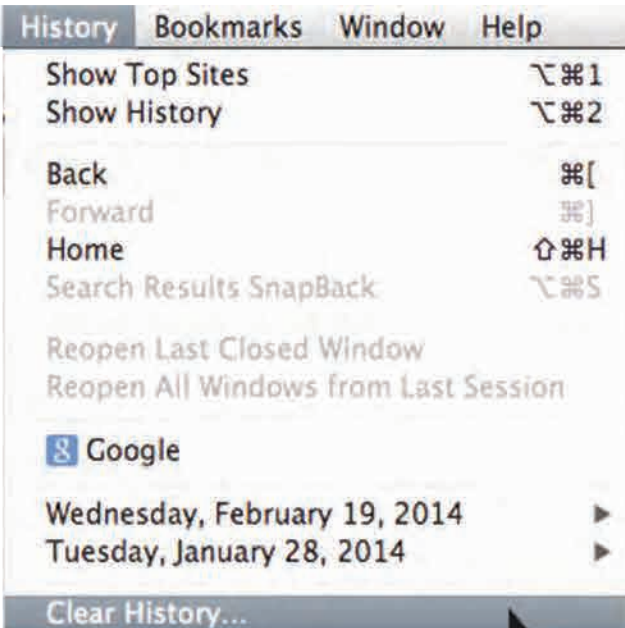 History Bookmarks Window Help
Show Top Sites ⌥⌘1
Show History ⌥⌘2
Back ⌘[
Forward ⌘]
Home ⇧⌘H
Search Results SnapBack ⌥⌘S
Reopen Last Closed Window
Reopen All Windows from Last Session
8 Google
Wednesday, February 19, 2014 ▶
Tuesday, January 28, 2014 ▶
Clear History...